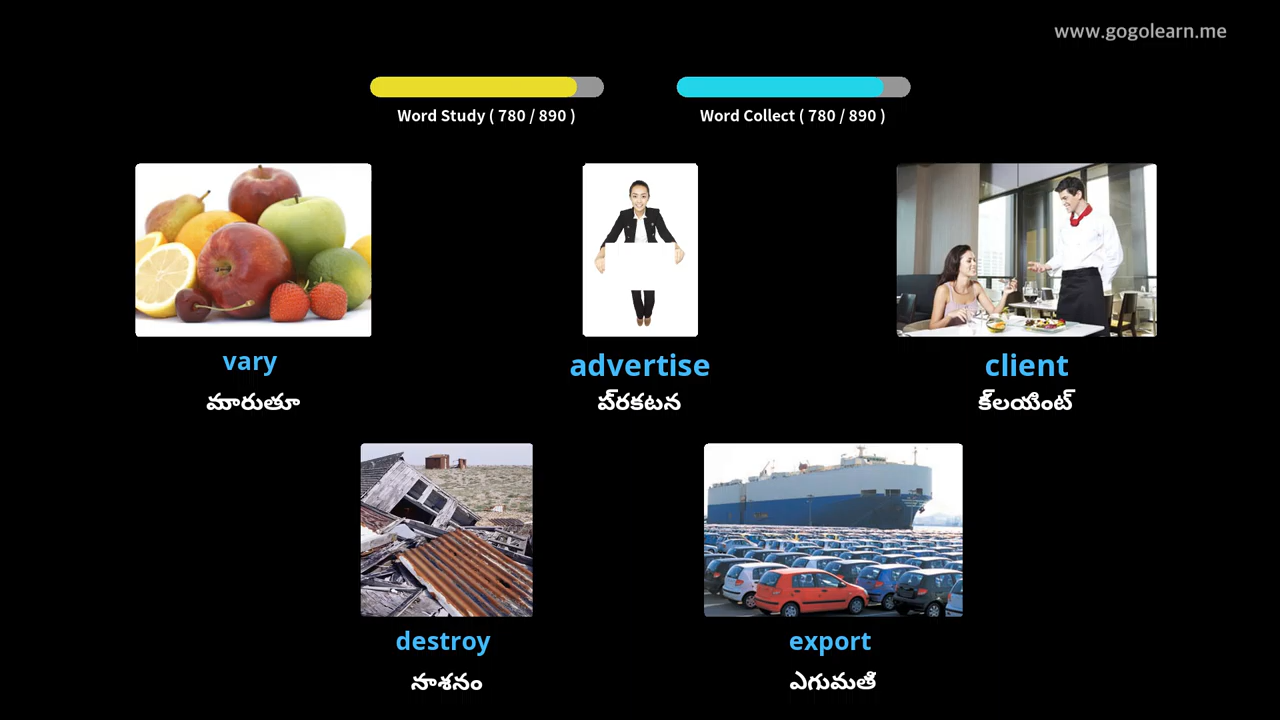 www.gogolearn.me
Word Study ( 780 / 890 )
Word Collect ( 780 / 890 )
vary
advertise
client
మారుతూ
ప్రకటన
క్లయింట్
destroy
export
నాశనం
ఎగుమతి